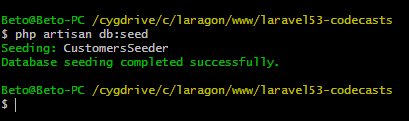 Beto@Beto-PC /cygdrive/c/laragon/www/laravel53-codecasts
$ php artisan db:seed
Seeding: CustomersSeeder
Database seeding completed successfully.
Beto@Beto-PC /cygdrive/c/laragon/www/laravel53-codecasts
$